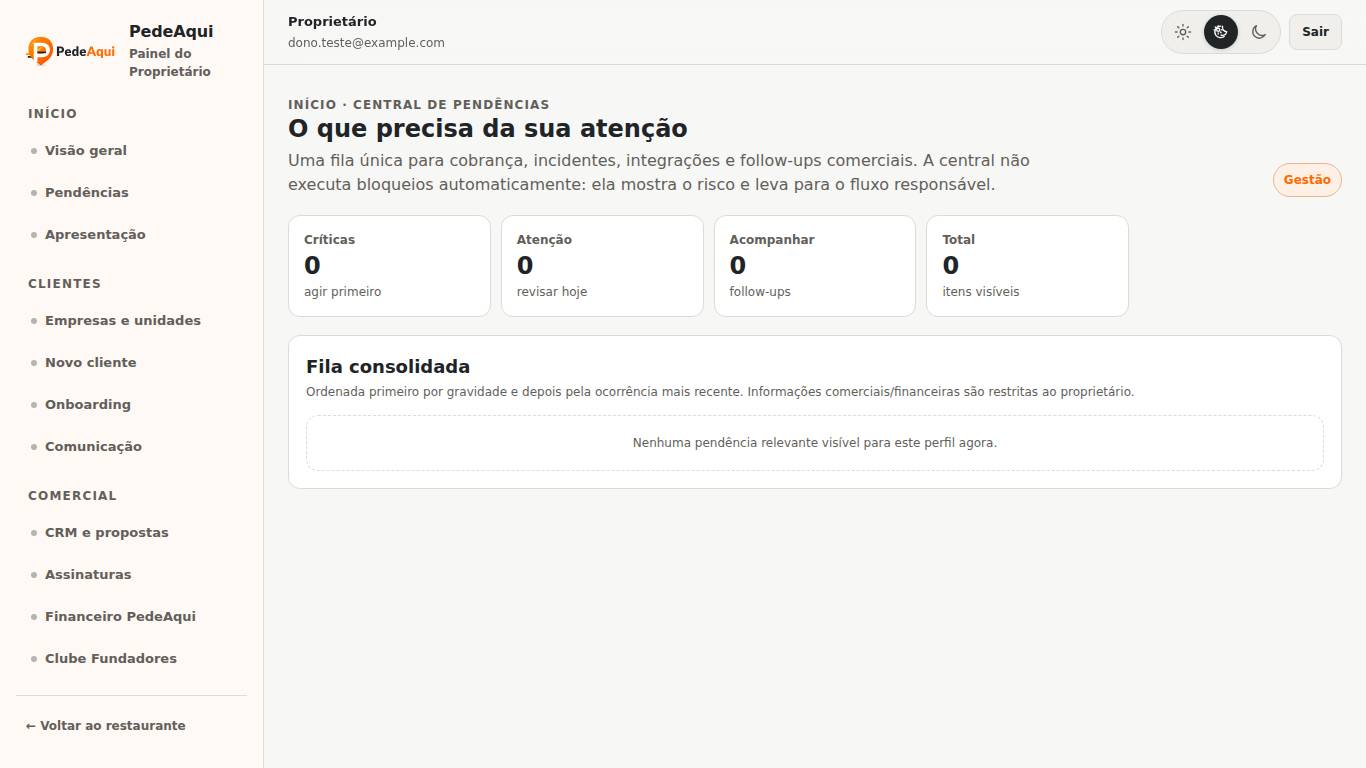 PedeAqui
PedeAqui
Painel do
Proprietário
INÍCIO
Visão geral
Pendências
Apresentação
CLIENTES
Empresas e unidades
Novo cliente
Onboarding
Comunicação
COMERCIAL
CRM e propostas
Assinaturas
Financeiro PedeAqui
Clube Fundadores
← Voltar ao restaurante
Proprietário
dono.teste@example.com
Sair
INÍCIO · CENTRAL DE PENDÊNCIAS
O que precisa da sua atenção
Uma fila única para cobrança, incidentes, integrações e follow-ups comerciais. A central não
executa bloqueios automaticamente: ela mostra o risco e leva para o fluxo responsável.
Gestão
Críticas
0
agir primeiro
Atenção
0
revisar hoje
Acompanhar
0
follow-ups
Total
0
itens visíveis
Fila consolidada
Ordenada primeiro por gravidade e depois pela ocorrência mais recente. Informações comerciais/financeiras são restritas ao proprietário.
Nenhuma pendência relevante visível para este perfil agora.